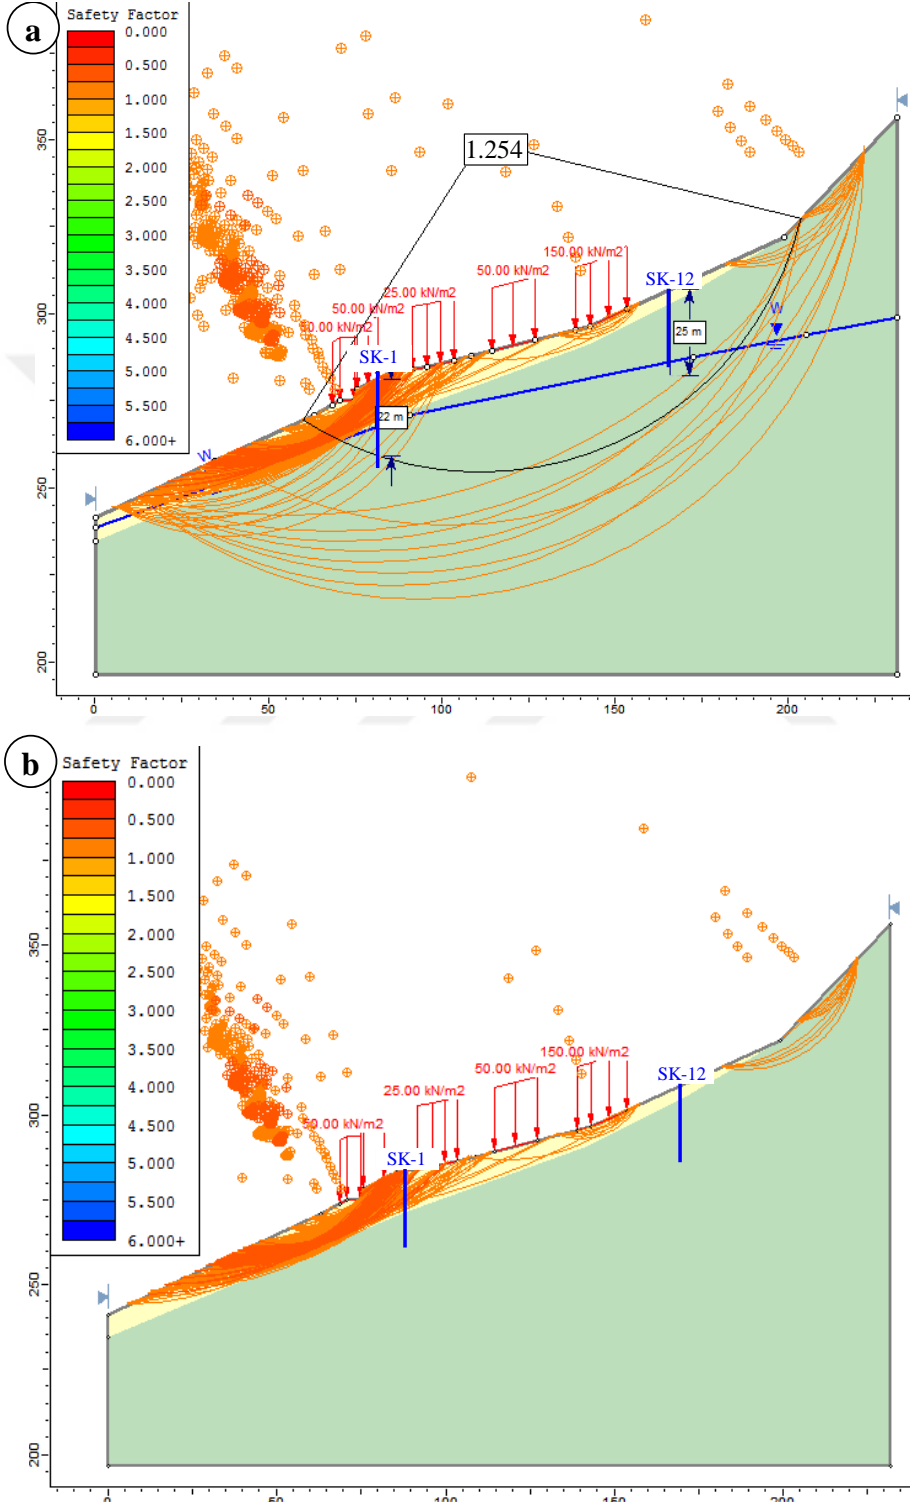 a
Safety Factor
0.000
0.500
1.000
1.500
2.000
2.500
3.000
3.500
4.000
4.500
5.000
5.500
6.000+
1.254
150.00 kN/m2
50.00 kN/m2
SK-12
25.00 kN/m2
50.00 kN/m2
50.00 kN/m2
SK-1
W
25 m
22 m
W
350
300
250
200
0 50 100 150 200
b
Safety Factor
0.000
0.500
1.000
1.500
2.000
2.500
3.000
3.500
4.000
4.500
5.000
5.500
6.000+
150.00 kN/m2
50.00 kN/m2
SK-12
25.00 kN/m2
50.00 kN/m2
SK-1
350
300
250
200
0 50 100 150 200